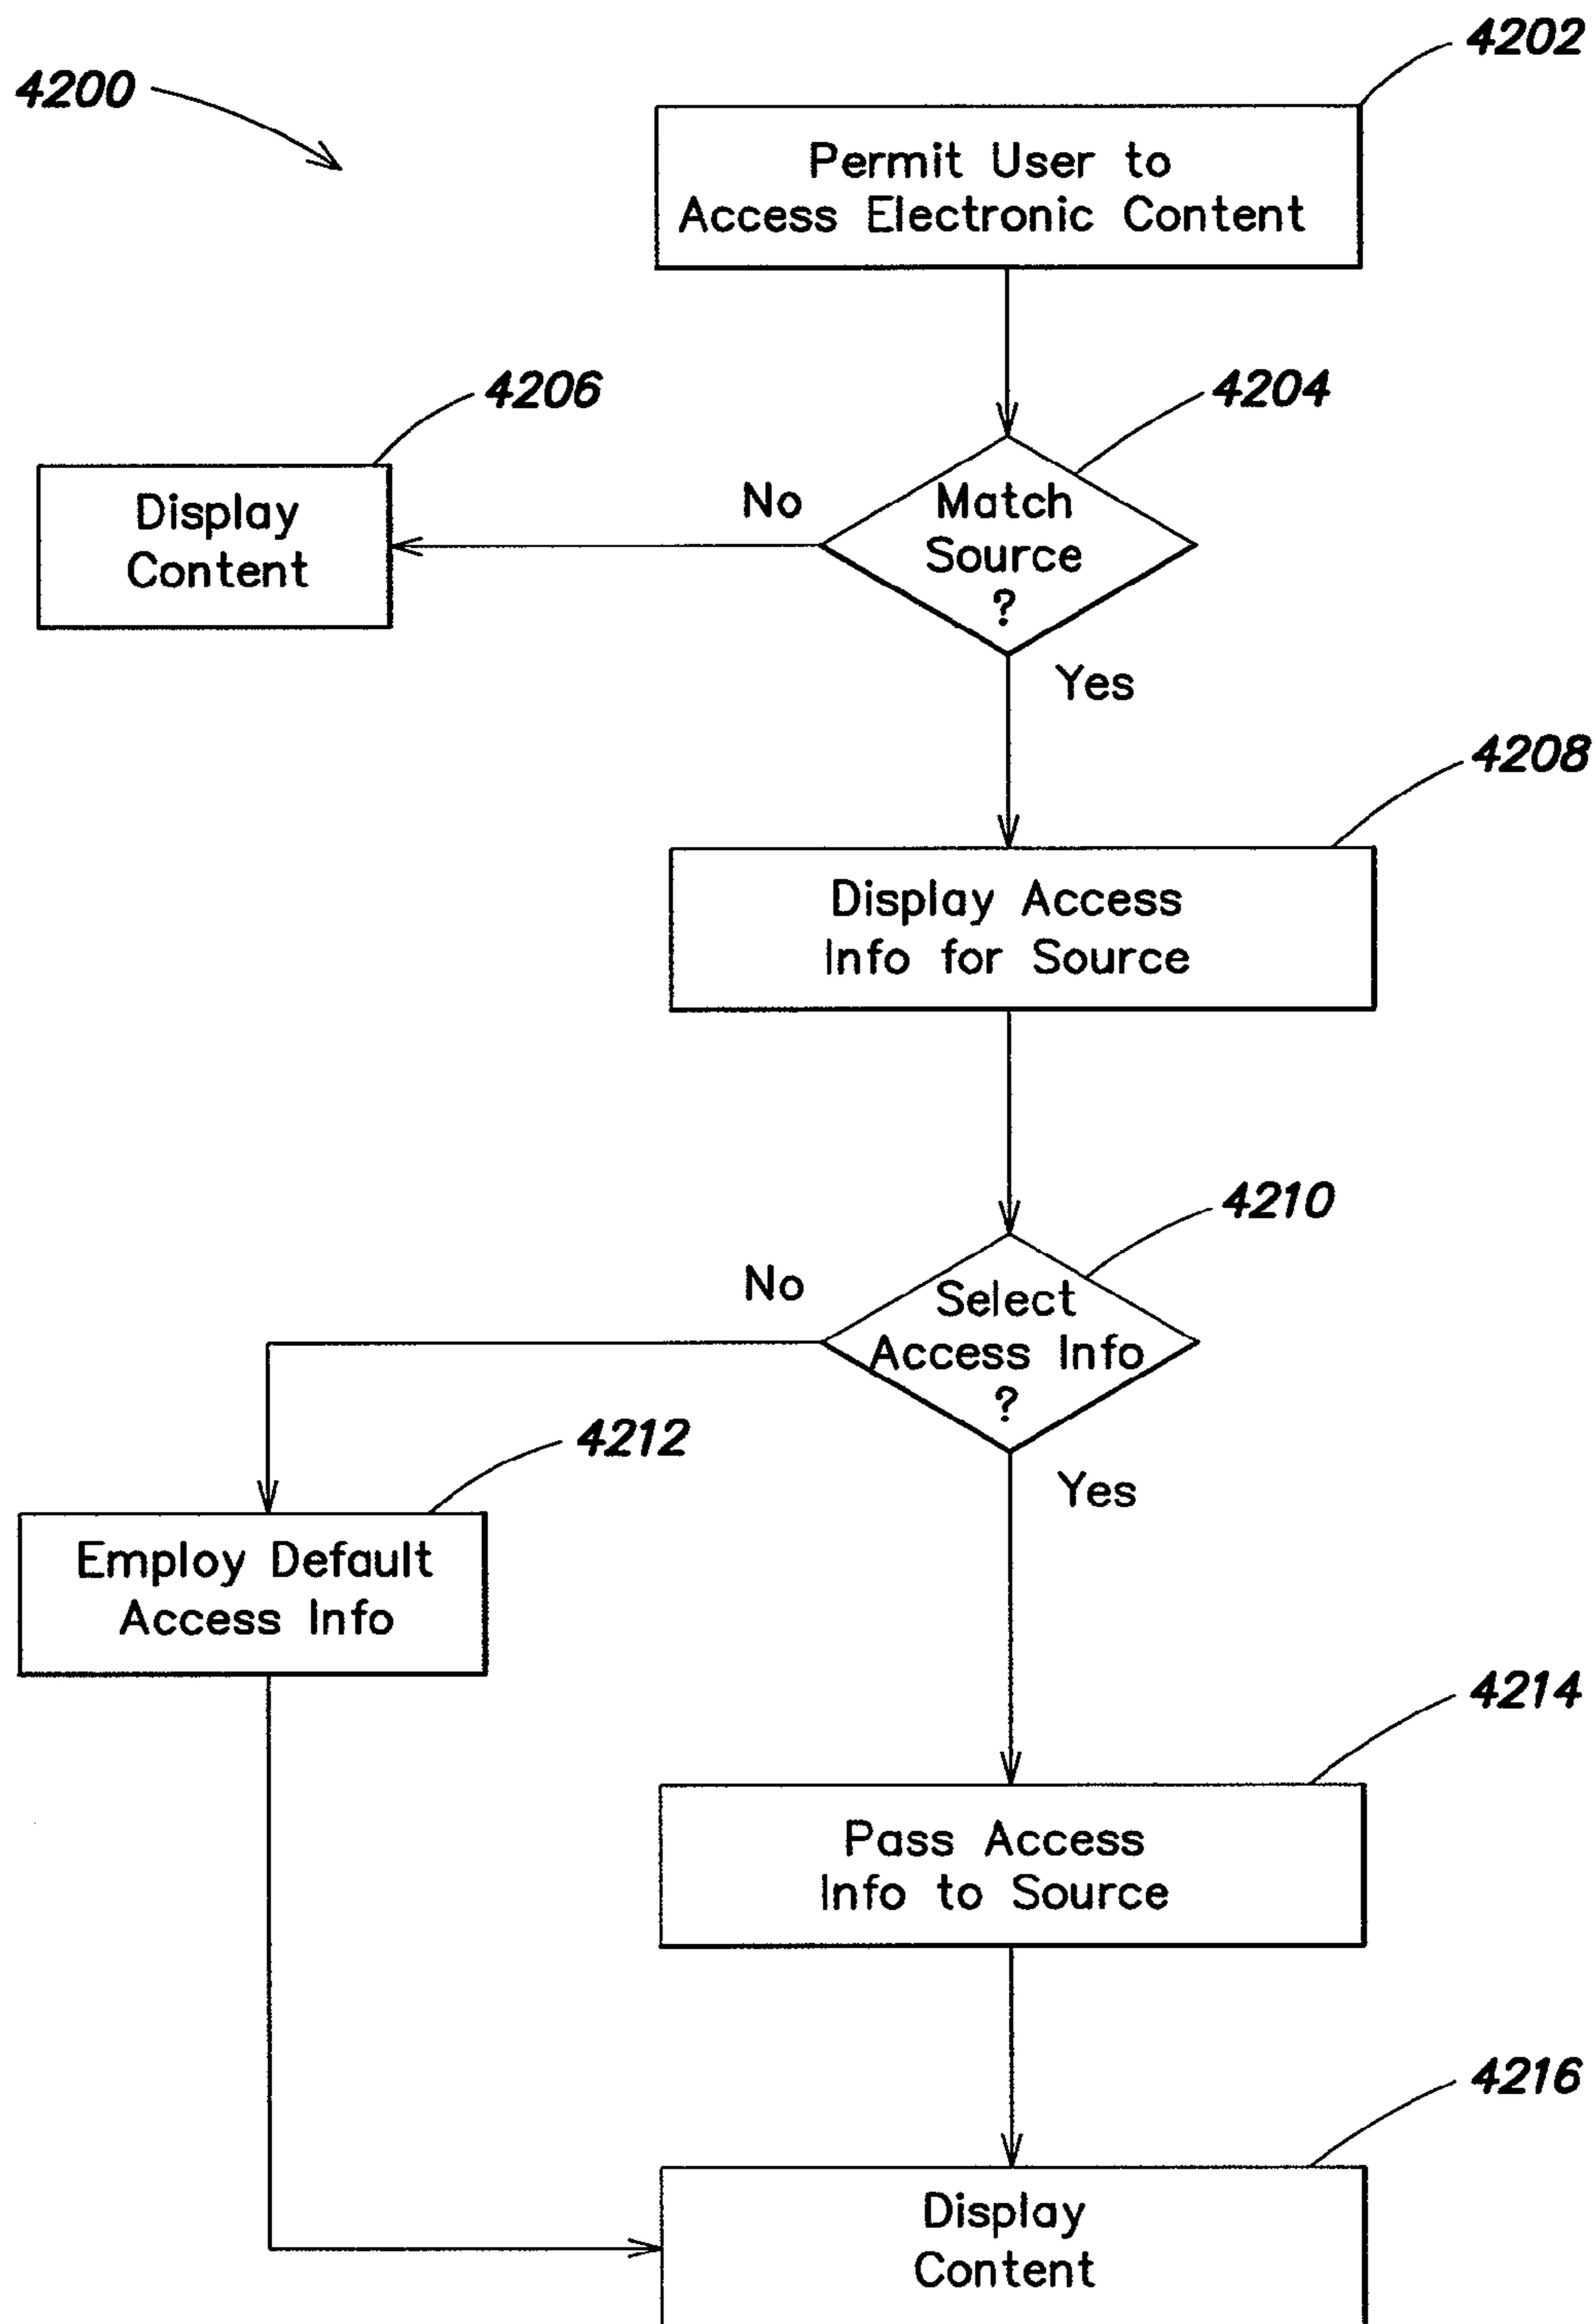 4200
4202
Permit User to
Access Electronic Content
4206
4204
Display
Content
No
Match
Source
?
Yes
4208
Display Access
Info for Source
4210
No
Select
Access Info
?
4212
Yes
Employ Default
Access Info
4214
Pass Access
Info to Source
4216
Display
Content